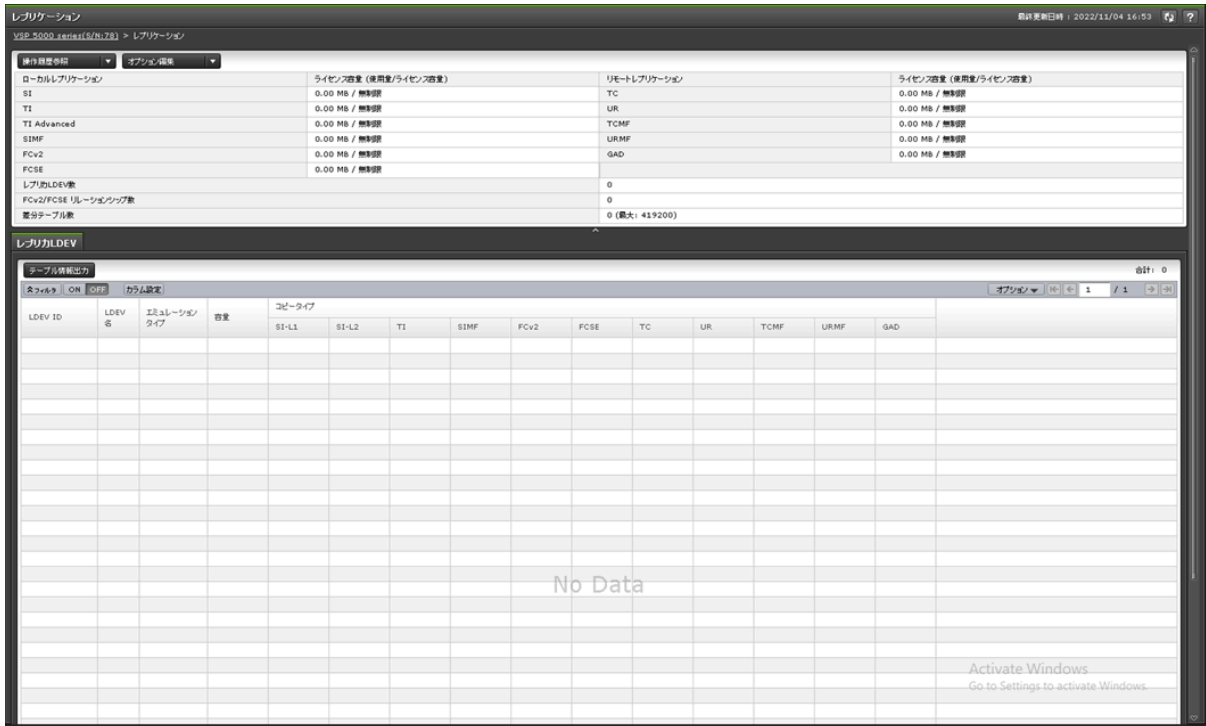 レプリケーション 最終更新日時 : 2022/11/04 16:53 ?
VSP 5000 series(S/N:78) > レプリケーション
操作履歴参照 オプション編集
ローカルレプリケーション ライセンス容量 (使用量/ライセンス容量) リモートレプリケーション ライセンス容量 (使用量/ライセンス容量)
SI 0.00 MB / 無制限 TC 0.00 MB / 無制限
TI 0.00 MB / 無制限 UR 0.00 MB / 無制限
TI Advanced 0.00 MB / 無制限 TCMF 0.00 MB / 無制限
SIMF 0.00 MB / 無制限 URMF 0.00 MB / 無制限
FCv2 0.00 MB / 無制限 GAD 0.00 MB / 無制限
FCSE 0.00 MB / 無制限
レプリカLDEV数 0
FCv2/FCSE リレーションシップ数 0
差分テーブル数 0 (最大: 419200)
レプリカLDEV
テーブル情報出力 合計: 0
フィルタ ON OFF カラム設定 オプション 1 / 1
LDEV ID LDEV名 エミュレーションタイプ 容量 コピータイプ
SI-L1 SI-L2 TI SIMF FCv2 FCSE TC UR TCMF URMF GAD
No Data
Activate Windows
Go to Settings to activate Windows.